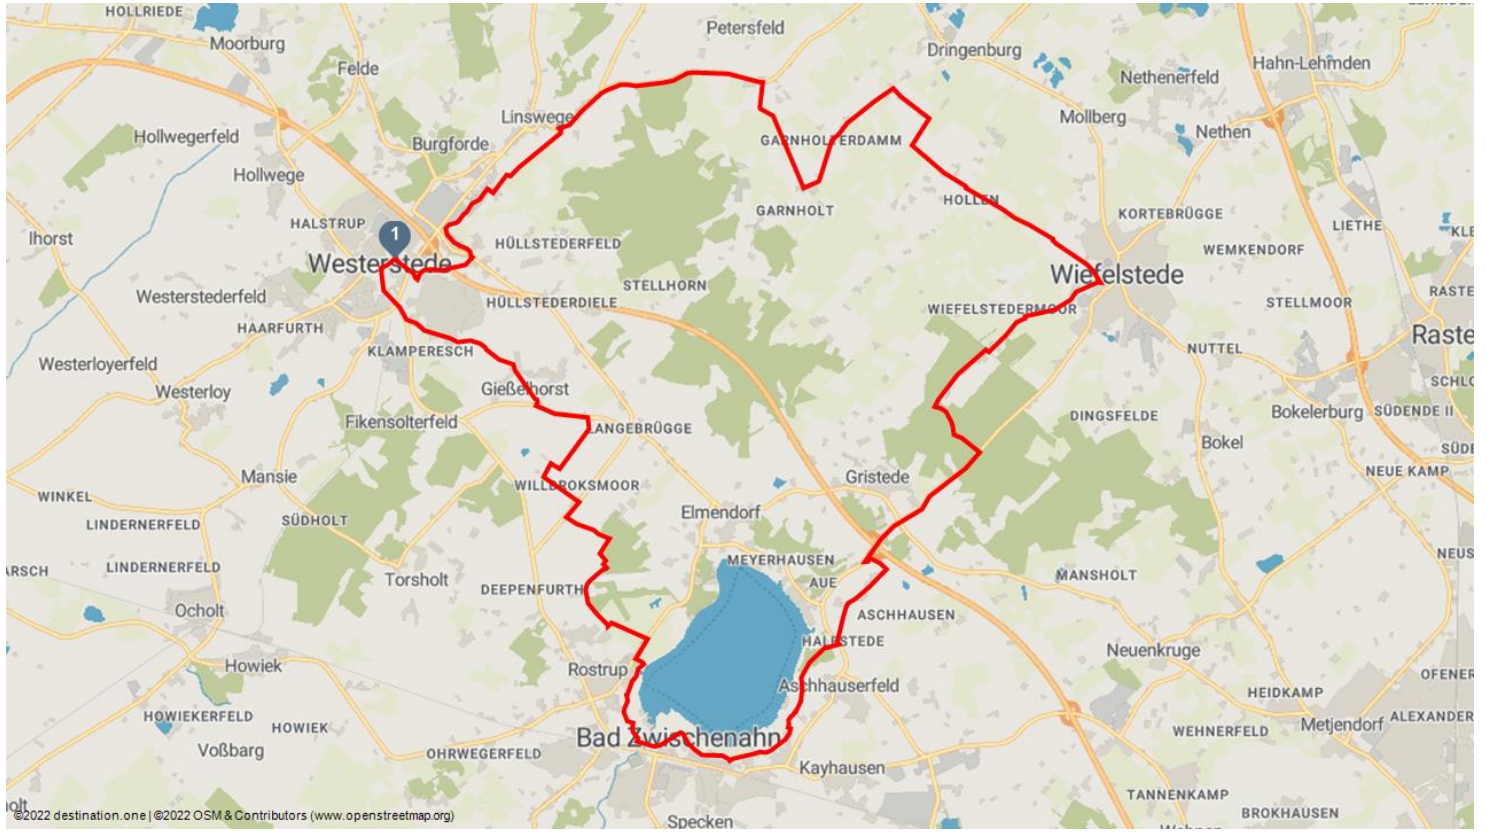 HOLLRIEDE
Moorburg
Petersfeld
Dringenburg
Hahn-Lehmden
Felde
Nethenerfeld
Linswege
Mollberg
Nethen
Hollwegerfeld
Burgforde
GARNHOLTERDAMM
Hollwege
HALSTRUP
GARNHOLT
HOLLEN
KORTEBRÜGGE
LIETHE
Ihorst
1
HÜLLSTEDERFELD
WEMKENDORF
Westerstede
Wiefelstede
Westerstederfeld
STELLHORN
HÜLLSTEDERDIELE
WIEFELSTEDERMOOR
STELLMOOR
HAARFURTH
KLAMPERESCH
NUTTEL
Westerloyerfeld
Westerloy
Gießelhorst
Fikensolterfeld
LANGEBRÜGGE
DINGSFELDE
Bokelerburg
SÜDENDE II
Bokel
Mansie
WILLBROKSMOOR
Gristede
NEUE KAMP
WINKEL
LINDERNERFELD
SÜDHOLT
Elmendorf
LINDERNERFELD
Torsholt
DEEPENFURTH
MEYERHAUSEN
AUE
MANSHOLT
Ocholt
ASCHHAUSEN
HALFSTEDE
Neuenkruge
Howiek
Rostrup
Aschhauserfeld
HEIDKAMP
HOWIEKERFELD
HOWIEK
Metjendorf
WEHNERFELD
Voßbarg
OHRWEGERFELD
Bad Zwischenahn
Kayhausen
TANNENKAMP
BROKHAUSEN
Specken
©2022 destination.one | ©2022 OSM & Contributors (www.openstreetmap.org)